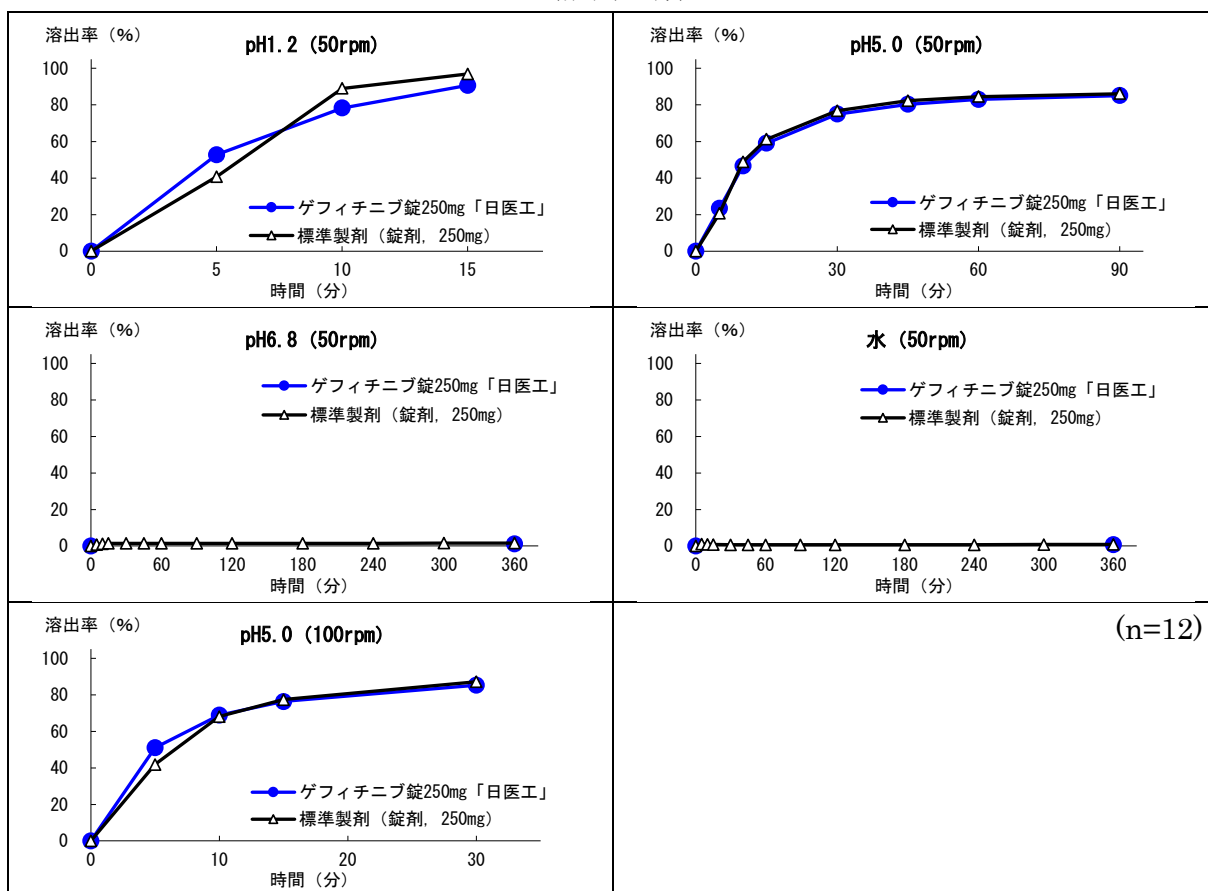 溶出率（%）
pH1.2 (50rpm)
100
80
60
40
20
0
ゲフィチニブ錠250mg「日医工」
標準製剤（錠剤, 250mg）
0 5 10 15
時間（分）
溶出率（%）
pH5.0 (50rpm)
100
80
60
40
20
0
ゲフィチニブ錠250mg「日医工」
標準製剤（錠剤, 250mg）
0 30 60 90
時間（分）
溶出率（%）
pH6.8 (50rpm)
100
80
60
40
20
0
ゲフィチニブ錠250mg「日医工」
標準製剤（錠剤, 250mg）
0 60 120 180 240 300 360
時間（分）
溶出率（%）
水 (50rpm)
100
80
60
40
20
0
ゲフィチニブ錠250mg「日医工」
標準製剤（錠剤, 250mg）
0 60 120 180 240 300 360
時間（分）
溶出率（%）
pH5.0 (100rpm)
100
80
60
40
20
0
ゲフィチニブ錠250mg「日医工」
標準製剤（錠剤, 250mg）
0 10 20 30
時間（分）
(n=12)